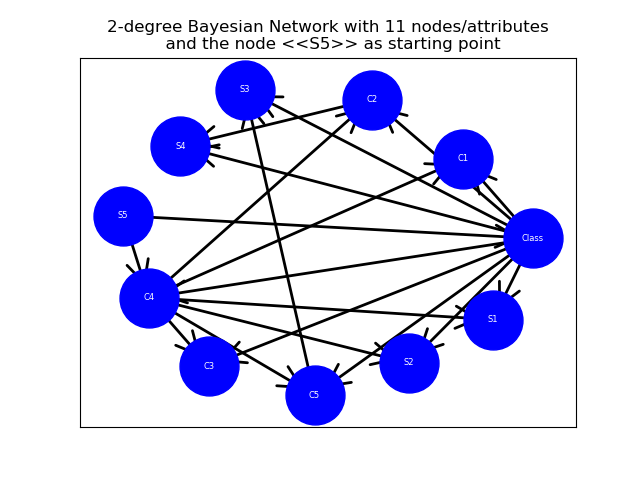 2-degree Bayesian Network with 11 nodes/attributes
and the node <<S5>> as starting point
S3
C2
S4
C1
S5
Class
C4
S1
S2
C3
C5